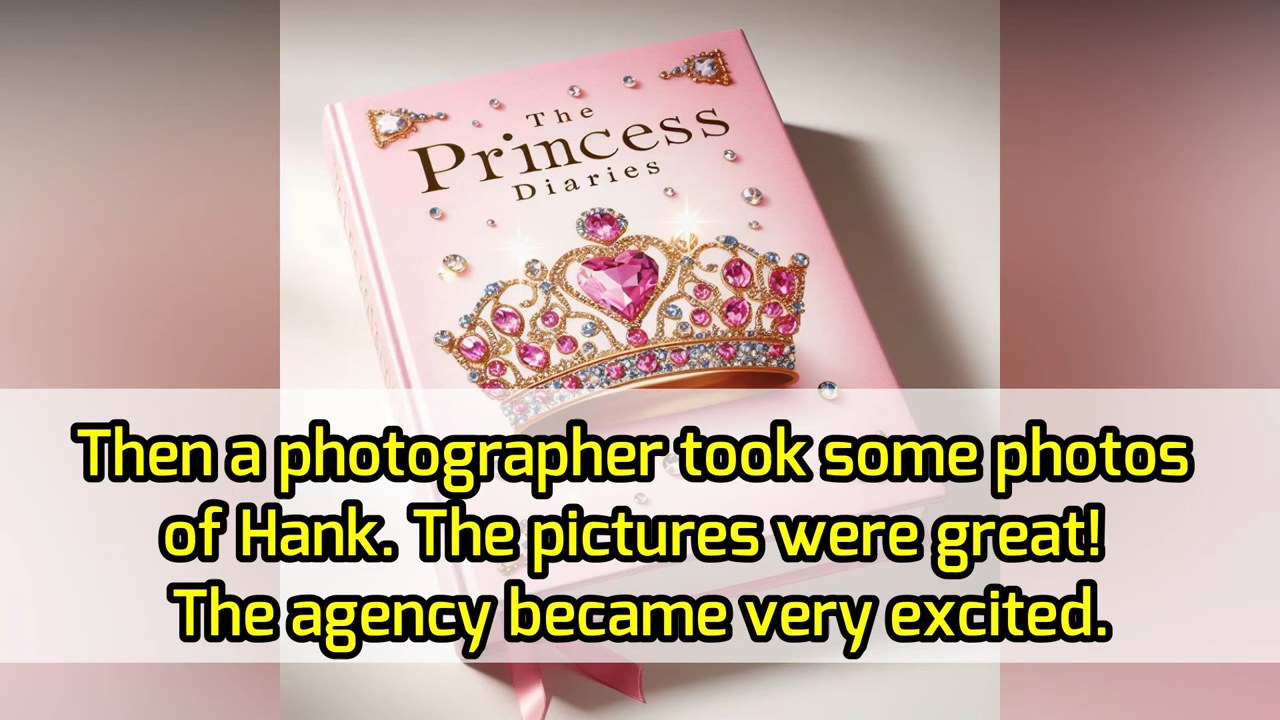 The
Princess
Diaries
Then a photographer took some photos
of Hank. The pictures were great!
The agency became very excited.